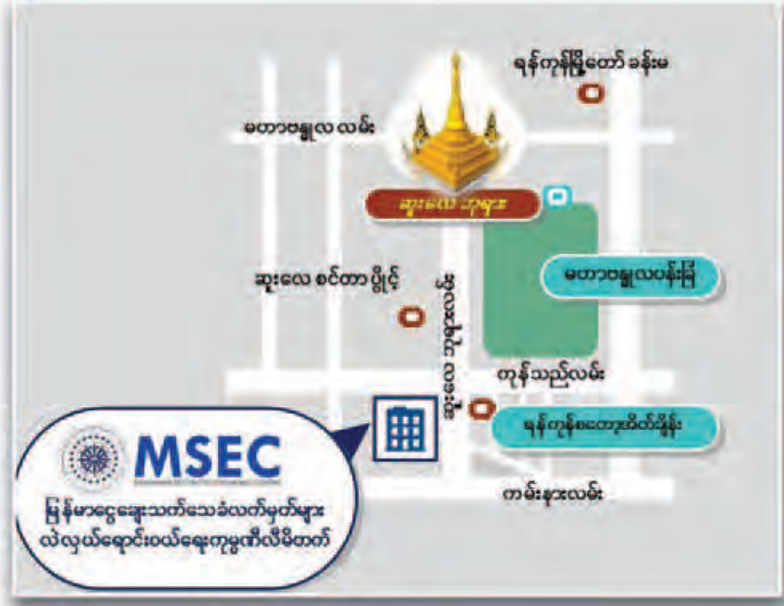 ရန်ကုန်မြို့တော် ခန်းမ
မဟာဗန္ဓုလ လမ်း
ဆူးလေ ဘုရား
ဆူးလေ စင်တာ ပွိုင့်
မဟာဗန္ဓုလပန်းခြံ
ဆူးလေ ဘုရားလမ်း
ကုန်သည်လမ်း
ရန်ကုန်စတော့အိတ်ချိန်း
ကမ်းနားလမ်း
MSEC
မြန်မာငွေချေးသက်သေခံလက်မှတ်များ
လဲလှယ်ရောင်းဝယ်ရေးကုမ္ပဏီလီမိတက်